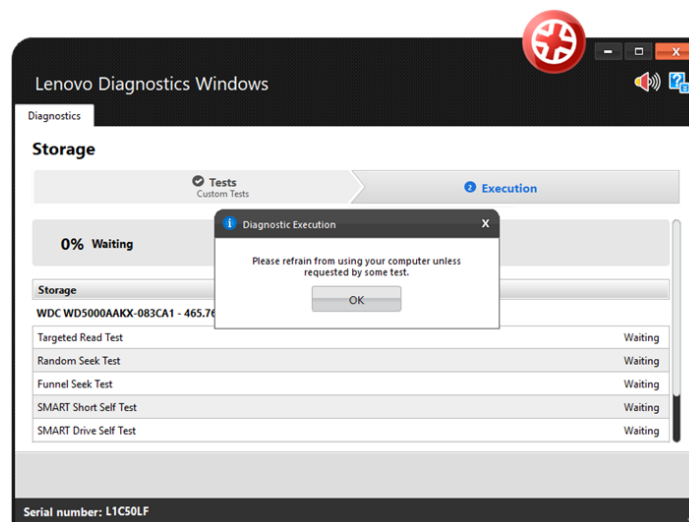 Lenovo Diagnostics Windows
Diagnostics
Storage
Tests
Custom Tests
2 Execution
0% Waiting
Diagnostic Execution X
Please refrain from using your computer unless
requested by some test.
OK
Storage
WDC WD5000AAKX-083CA1 - 465.76
Targeted Read Test Waiting
Random Seek Test Waiting
Funnel Seek Test Waiting
SMART Short Self Test Waiting
SMART Drive Self Test Waiting
Serial number: L1C50LF